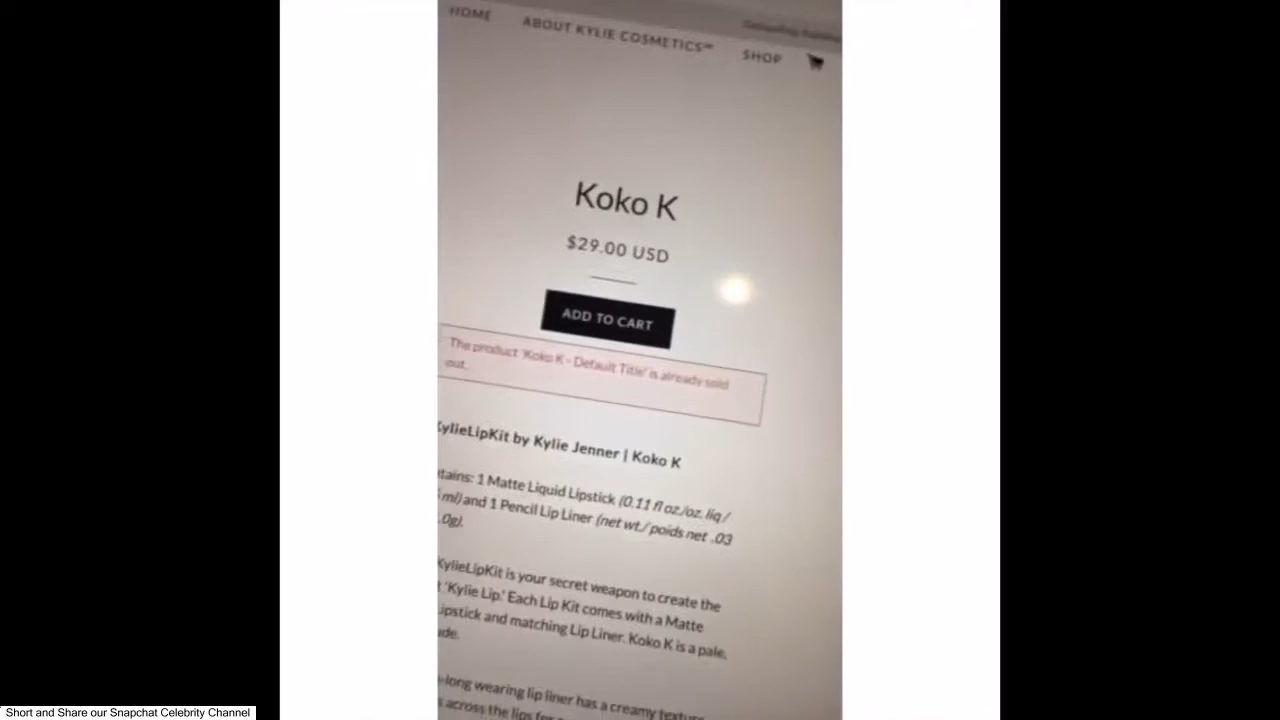 HOME
ABOUT KYLIE COSMETICS℠
SHOP
Koko K
$29.00 USD
ADD TO CART
The product 'Koko K - Default Title' is already sold
out.
KylieLipKit by Kylie Jenner | Koko K
1 Matte Liquid Lipstick (0.11 fl oz./oz. liq /
ml) and 1 Pencil Lip Liner (net wt./ poids net .03
.0g).
KylieLipKit is your secret weapon to create the
'Kylie Lip.' Each Lip Kit comes with a Matte
and matching Lip Liner. Koko K is a pale,
-long wearing lip liner has a creamy texture
across the lips for
Short and Share our Snapchat Celebrity Channel